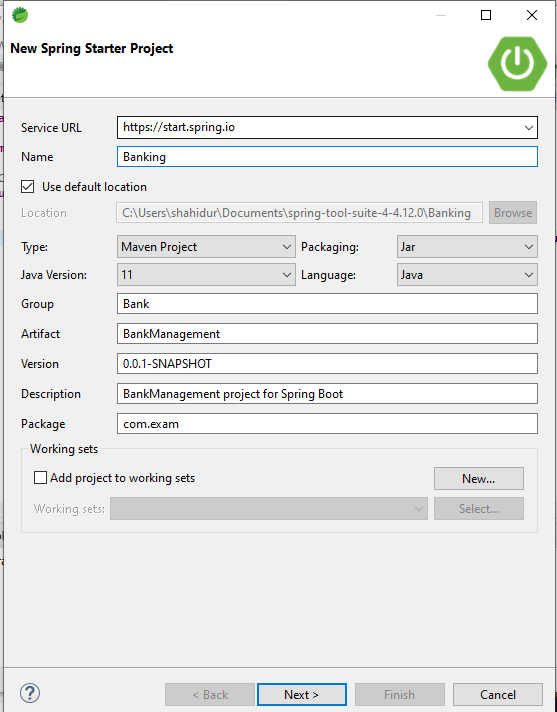 New Spring Starter Project
Service URL https://start.spring.io
Name Banking
Use default location
Location C:\Users\shahidur\Documents\spring-tool-suite-4-4.12.0\Banking Browse
Type: Maven Project Packaging: Jar
Java Version: 11 Language: Java
Group Bank
Artifact BankManagement
Version 0.0.1-SNAPSHOT
Description BankManagement project for Spring Boot
Package com.exam
Working sets
Add project to working sets New...
Working sets: Select...
? < Back Next > Finish Cancel